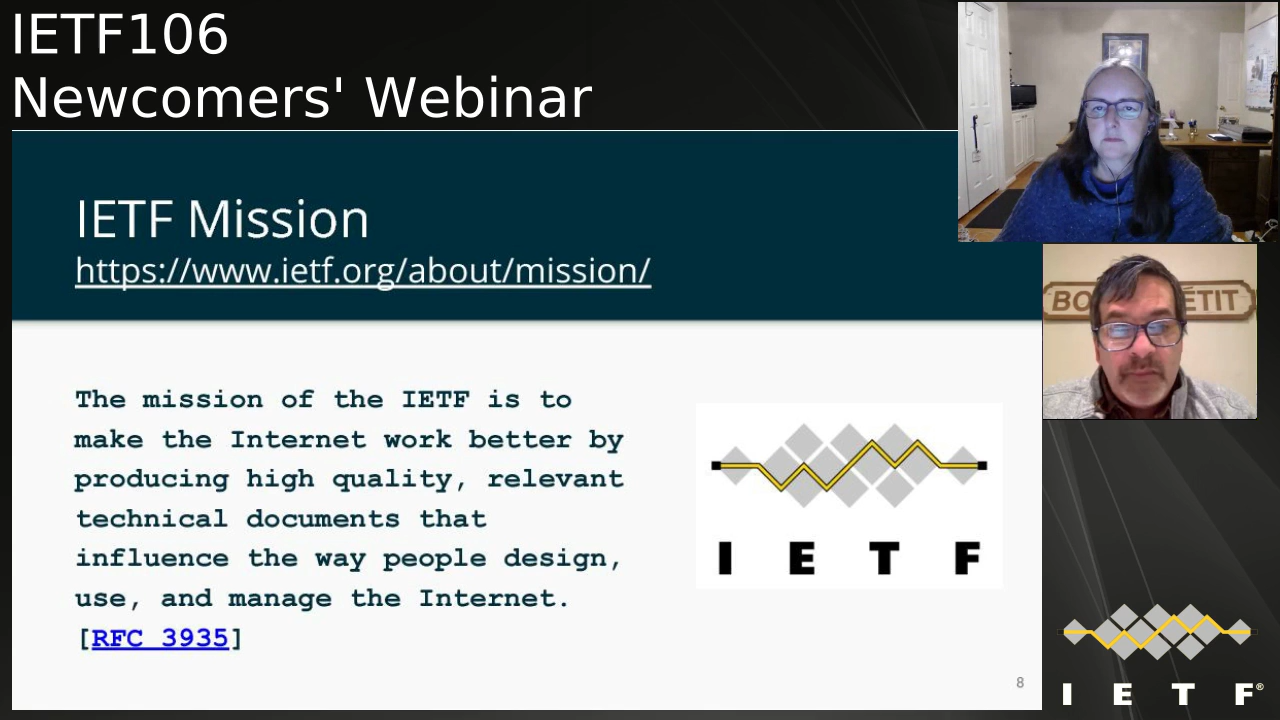 IETF106
Newcomers' Webinar
IETF Mission
https://www.ietf.org/about/mission/
The mission of the IETF is to
make the Internet work better by
producing high quality, relevant
technical documents that
influence the way people design,
use, and manage the Internet.
[RFC 3935]
I E T F
8
BO ÉTIT
I E T F®